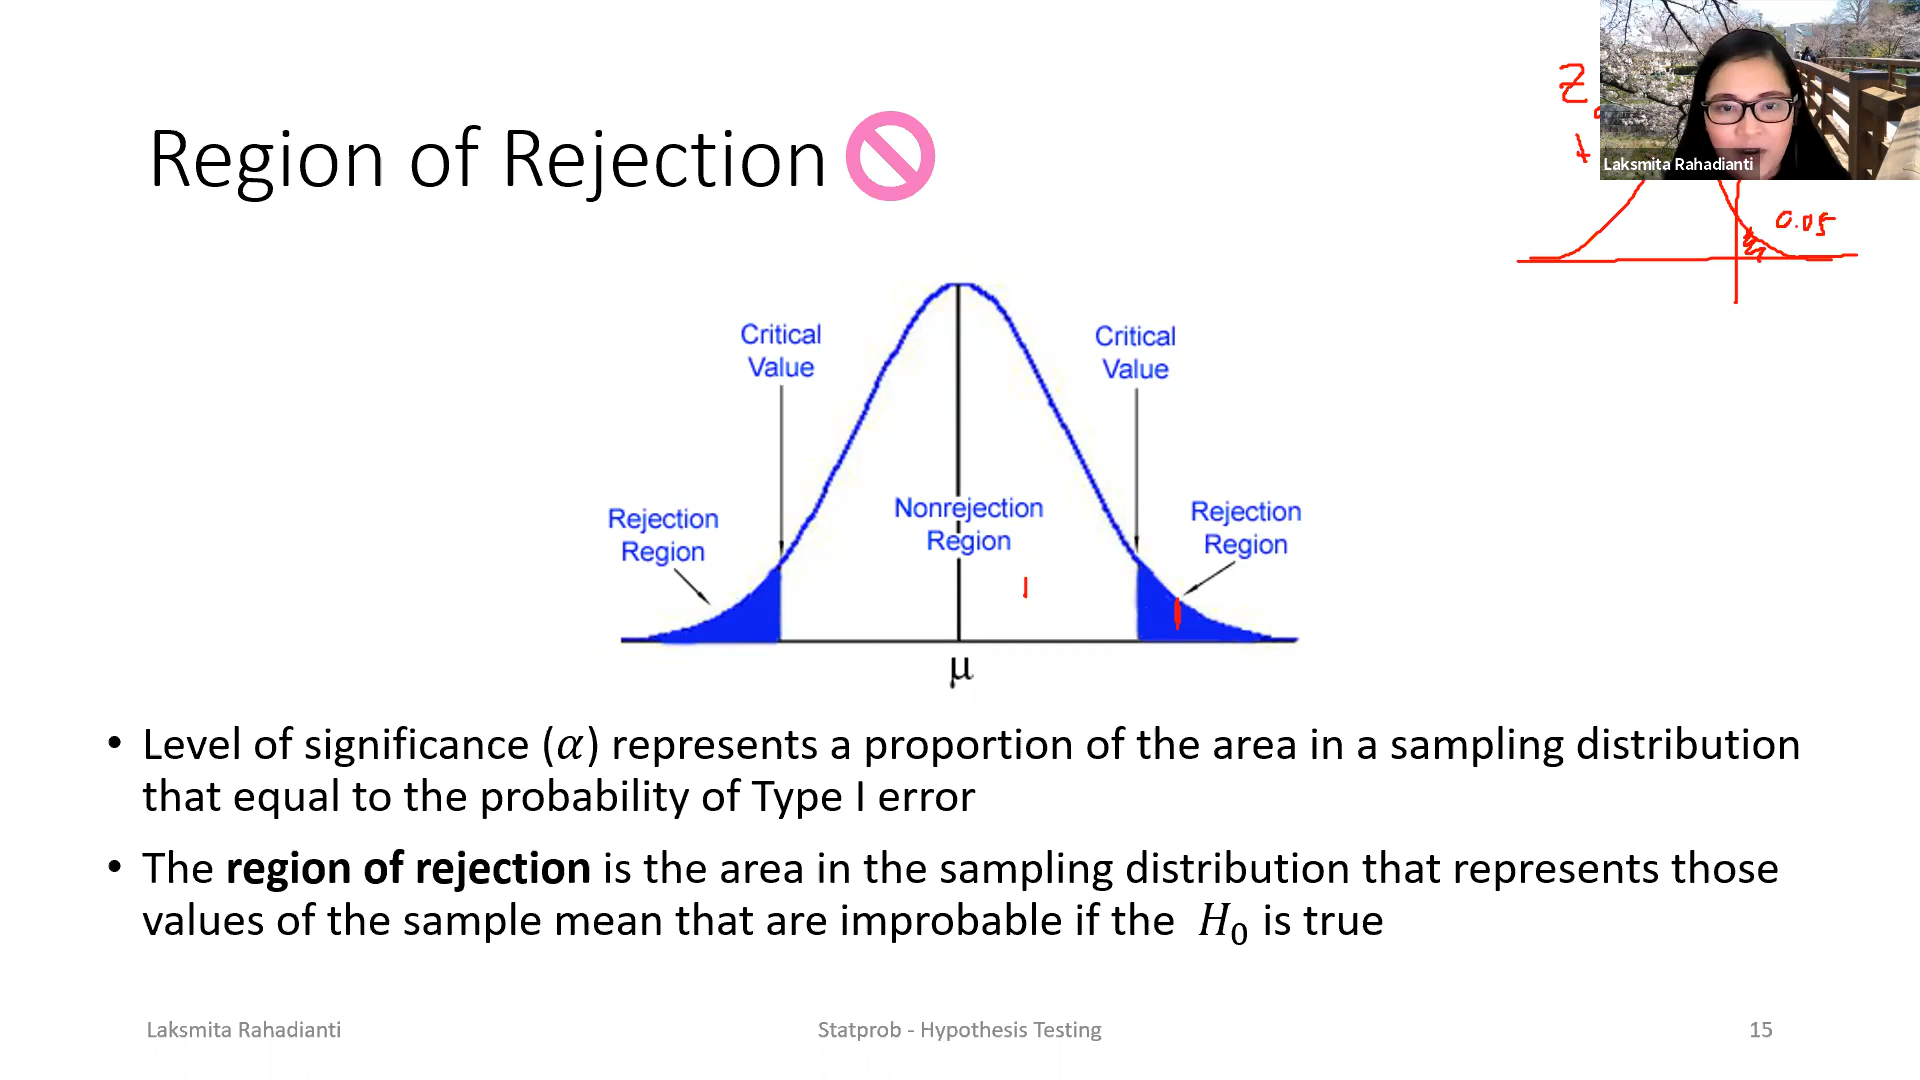 Region of Rejection
Z
t
Laksmita Rahadianti
0.05
Critical
Value
Critical
Value
Rejection
Region
Nonrejection
Region
Rejection
Region
μ
• Level of significance (α) represents a proportion of the area in a sampling distribution
that equal to the probability of Type I error
• The region of rejection is the area in the sampling distribution that represents those
values of the sample mean that are improbable if the H₀ is true
Laksmita Rahadianti
Statprob - Hypothesis Testing
15